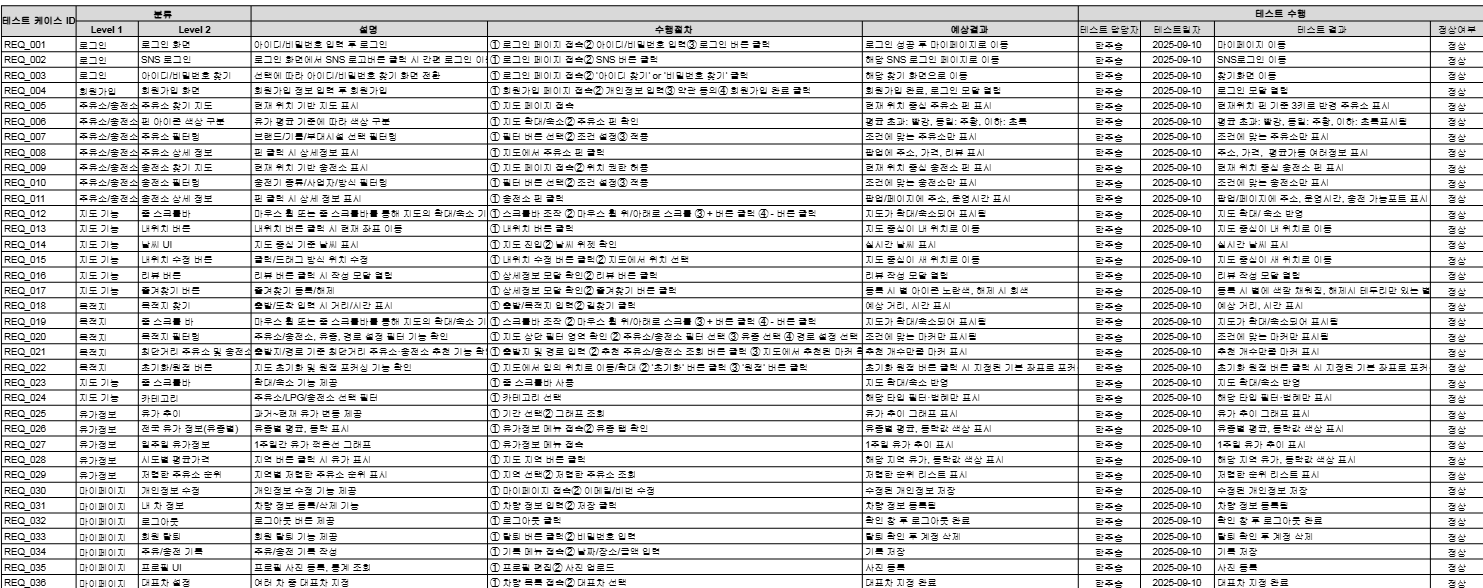 테스트 케이스 ID 분류 설명 수행절차 예상결과 테스트 수행
Level 1 Level 2 테스트 담당자 테스트일자 테스트 결과 정상여부
REQ_001 로그인 로그인 화면 아이디/비밀번호 입력 후 로그인 ① 로그인 페이지 접속② 아이디/비밀번호 입력③ 로그인 버튼 클릭 로그인 성공 후 마이페이지로 이동 한주승 2025-09-10 마이페이지 이동 정상
REQ_002 로그인 SNS 로그인 로그인 화면에서 SNS 로고버튼 클릭 시 간편 로그인 이 ① 로그인 페이지 접속② SNS 버튼 클릭 해당 SNS 로그인 페이지로 이동 한주승 2025-09-10 SNS로그인 이동 정상
REQ_003 로그인 아이디/비밀번호 찾기 선택에 따라 아이디/비밀번호 찾기 화면 전환 ① 로그인 페이지 접속② '아이디 찾기' or '비밀번호 찾기' 클릭 해당 찾기 화면으로 이동 한주승 2025-09-10 찾기화면 이동 정상
REQ_004 회원가입 회원가입 화면 회원가입 정보 입력 후 회원가입 ① 회원가입 페이지 접속② 개인정보 입력③ 약관 동의④ 회원가입 완료 클릭 회원가입 완료, 로그인 모달 열림 한주승 2025-09-10 로그인 모달 열림 정상
REQ_005 주유소/충전소 주유소 찾기 지도 현재 위치 기반 지도 표시 ① 지도 페이지 접속 현재 위치 중심 주유소 핀 표시 한주승 2025-09-10 현재위치 핀 기준 3키로 반경 주유소 표시 정상
REQ_006 주유소/충전소 핀 아이콘 색상 구분 유가 평균 기준에 따라 색상 구분 ① 지도 확대/축소② 주유소 핀 확인 평균 초과: 빨강, 동일: 주황, 이하: 초록 한주승 2025-09-10 평균 초과: 빨강, 동일: 주황, 이하: 초록표시됨 정상
REQ_007 주유소/충전소 주유소 필터링 브랜드/기름/부대시설 선택 필터링 ① 필터 버튼 선택② 조건 설정③ 적용 조건에 맞는 주유소만 표시 한주승 2025-09-10 조건에 맞는 주유소만 표시 정상
REQ_008 주유소/충전소 주유소 상세 정보 핀 클릭 시 상세정보 표시 ① 지도에서 주유소 핀 클릭 팝업에 주소, 가격, 리뷰 표시 한주승 2025-09-10 주소, 가격, 평균가등 여러정보 표시 정상
REQ_009 주유소/충전소 충전소 찾기 지도 현재 위치 기반 충전소 표시 ① 지도 페이지 접속② 위치 권한 허용 현재 위치 중심 충전소 핀 표시 한주승 2025-09-10 현재 위치 중심 충전소 핀 표시 정상
REQ_010 주유소/충전소 충전소 필터링 충전기 종류/사업자/방식 필터링 ① 필터 버튼 선택② 조건 설정③ 적용 조건에 맞는 충전소만 표시 한주승 2025-09-10 조건에 맞는 충전소만 표시 정상
REQ_011 주유소/충전소 충전소 상세 정보 핀 클릭 시 상세 정보 표시 ① 충전소 핀 클릭 팝업/페이지에 주소, 운영시간 표시 한주승 2025-09-10 팝업/페이지에 주소, 운영시간, 충전 가능포트 표시 정상
REQ_012 지도 기능 줌 스크롤바 마우스 휠 또는 줌 스크롤바를 통해 지도의 확대/축소 기 ① 스크롤바 조작 ② 마우스 휠 위/아래로 스크롤 ③ + 버튼 클릭 ④ - 버튼 클릭 지도가 확대/축소되어 표시됨 한주승 2025-09-10 지도 확대/축소 반영 정상
REQ_013 지도 기능 내위치 버튼 내위치 버튼 클릭 시 현재 좌표 이동 ① 내위치 버튼 클릭 지도 중심이 내 위치로 이동 한주승 2025-09-10 지도 중심이 내 위치로 이동 정상
REQ_014 지도 기능 날씨 UI 지도 중심 기준 날씨 표시 ① 지도 진입② 날씨 위젯 확인 실시간 날씨 표시 한주승 2025-09-10 실시간 날씨 표시 정상
REQ_015 지도 기능 내위치 수정 버튼 클릭/드래그 방식 위치 수정 ① 내위치 수정 버튼 클릭② 지도에서 위치 선택 지도 중심이 새 위치로 이동 한주승 2025-09-10 지도 중심이 새 위치로 이동 정상
REQ_016 지도 기능 리뷰 버튼 리뷰 버튼 클릭 시 작성 모달 열림 ① 상세정보 모달 확인② 리뷰 버튼 클릭 리뷰 작성 모달 열림 한주승 2025-09-10 리뷰 작성 모달 열림 정상
REQ_017 지도 기능 즐겨찾기 버튼 즐겨찾기 등록/해제 ① 상세정보 모달 확인② 즐겨찾기 버튼 클릭 등록 시 별 아이콘 노란색, 해제 시 회색 한주승 2025-09-10 등록 시 별에 색깔 채워짐, 해제시 테두리만 있는 별 정상
REQ_018 목적지 목적지 찾기 출발/도착 입력 시 거리/시간 표시 ① 출발/목적지 입력② 길찾기 클릭 예상 거리, 시간 표시 한주승 2025-09-10 예상 거리, 시간 표시 정상
REQ_019 목적지 줌 스크롤 바 마우스 휠 또는 줌 스크롤바를 통해 지도의 확대/축소 기 ① 스크롤바 조작 ② 마우스 휠 위/아래로 스크롤 ③ + 버튼 클릭 ④ - 버튼 클릭 지도가 확대/축소되어 표시됨 한주승 2025-09-10 지도가 확대/축소되어 표시됨 정상
REQ_020 목적지 목적지 필터링 주유소/충전소, 유종, 경로 설정 필터 기능 확인 ① 지도 상단 필터 영역 확인 ② 주유소/충전소 필터 선택 ③ 유종 선택 ④ 경로 설정 선택 조건에 맞는 마커만 표시됨 한주승 2025-09-10 조건에 맞는 마커만 표시됨 정상
REQ_021 목적지 최단거리 주유소 및 충전소 출발지/경로 기준 최단거리 주유소·충전소 추천 기능 확 ① 출발지 및 경로 입력 ② 추천 주유소/충전소 조회 버튼 클릭 ③ 지도에서 추천된 마커 확 추천 개수만큼 마커 표시 한주승 2025-09-10 추천 개수만큼 마커 표시 정상
REQ_022 목적지 초기화/원점 버튼 지도 초기화 및 원점 포커싱 기능 확인 ① 지도에서 임의 위치로 이동/확대 ② '초기화' 버튼 클릭 ③ '원점' 버튼 클릭 초기화 원점 버튼 클릭 시 지정된 기본 좌표로 포커 한주승 2025-09-10 초기화 원점 버튼 클릭 시 지정된 기본 좌표로 포커 정상
REQ_023 지도 기능 줌 스크롤바 확대/축소 기능 제공 ① 줌 스크롤바 사용 지도 확대/축소 반영 한주승 2025-09-10 지도 확대/축소 반영 정상
REQ_024 지도 기능 카테고리 주유소/LPG/충전소 선택 필터 ① 카테고리 선택 해당 타입 필터·범례만 표시 한주승 2025-09-10 해당 타입 필터·범례만 표시 정상
REQ_025 유가정보 유가 추이 과거~현재 유가 변동 제공 ① 기간 선택② 그래프 조회 유가 추이 그래프 표시 한주승 2025-09-10 유가 추이 그래프 표시 정상
REQ_026 유가정보 전국 유가 정보(유종별) 유종별 평균, 등락 표시 ① 유가정보 메뉴 접속② 유종 탭 확인 유종별 평균, 등락값 색상 표시 한주승 2025-09-10 유종별 평균, 등락값 색상 표시 정상
REQ_027 유가정보 일주일 유가정보 1주일간 유가 꺾은선 그래프 ① 유가정보 메뉴 접속 1주일 유가 추이 표시 한주승 2025-09-10 1주일 유가 추이 표시 정상
REQ_028 유가정보 시도별 평균가격 지역 버튼 클릭 시 유가 표시 ① 지도 지역 버튼 클릭 해당 지역 유가, 등락값 색상 표시 한주승 2025-09-10 해당 지역 유가, 등락값 색상 표시 정상
REQ_029 유가정보 저렴한 주유소 순위 지역별 저렴한 주유소 순위 표시 ① 지역 선택② 저렴한 주유소 조회 저렴한 순위 리스트 표시 한주승 2025-09-10 저렴한 순위 리스트 표시 정상
REQ_030 마이페이지 개인정보 수정 개인정보 수정 기능 제공 ① 마이페이지 접속② 이메일/비번 수정 수정된 개인정보 저장 한주승 2025-09-10 수정된 개인정보 저장 정상
REQ_031 마이페이지 내 차 정보 차량 정보 등록/삭제 기능 ① 차량 정보 입력② 저장 클릭 차량 정보 등록됨 한주승 2025-09-10 차량 정보 등록됨 정상
REQ_032 마이페이지 로그아웃 로그아웃 버튼 제공 ① 로그아웃 클릭 확인 창 후 로그아웃 완료 한주승 2025-09-10 확인 창 후 로그아웃 완료 정상
REQ_033 마이페이지 회원 탈퇴 회원 탈퇴 기능 제공 ① 탈퇴 버튼 클릭② 비밀번호 입력 탈퇴 확인 후 계정 삭제 한주승 2025-09-10 탈퇴 확인 후 계정 삭제 정상
REQ_034 마이페이지 주유/충전 기록 주유/충전 기록 작성 ① 기록 메뉴 접속② 날짜/장소/금액 입력 기록 저장 한주승 2025-09-10 기록 저장 정상
REQ_035 마이페이지 프로필 UI 프로필 사진 등록, 통계 조회 ① 프로필 편집② 사진 업로드 사진 등록 한주승 2025-09-10 사진 등록 정상
REQ_036 마이페이지 대표차 설정 여러 차 중 대표차 지정 ① 차량 목록 접속② 대표차 선택 대표차 지정 완료 한주승 2025-09-10 대표차 지정 완료 정상